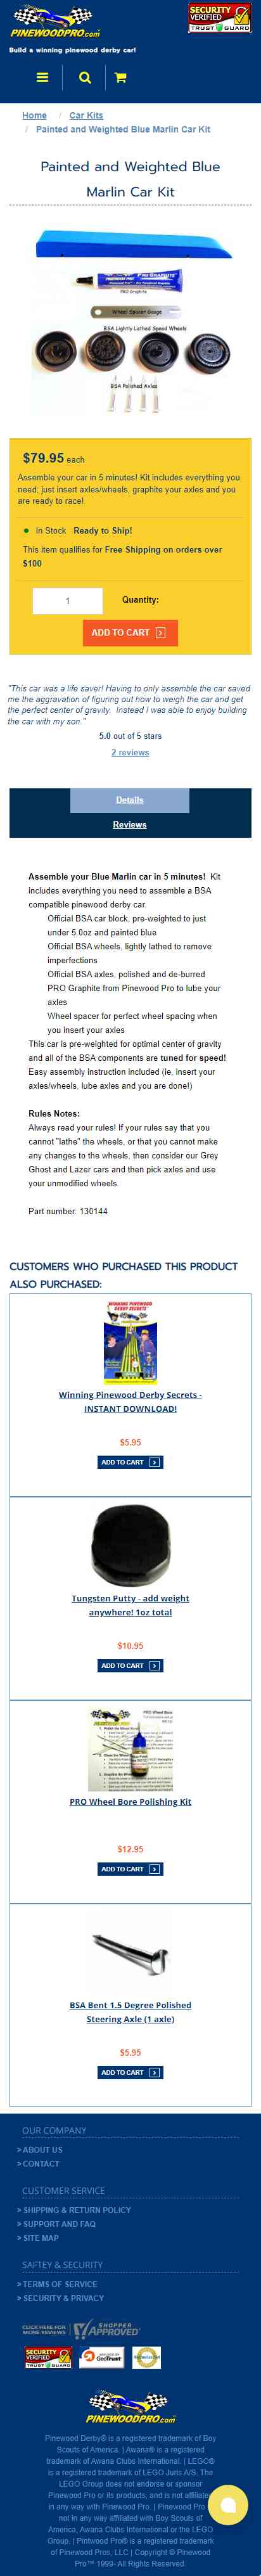 PINEWOODPRO.com
SECURITY
VERIFIED
TRUST GUARD
Build a winning pinewood derby car!
Home / Car Kits
/ Painted and Weighted Blue Marlin Car Kit
Painted and Weighted Blue
Marlin Car Kit
PRO Graphite
Wheel Spacer Gauge
BSA Lightly Lathed Speed Wheels
BSA Polished Axles
$79.95 each
Assemble your car in 5 minutes! Kit includes everything you
need; just insert axles/wheels, graphite your axles and you
are ready to race!
In Stock Ready to Ship!
This item qualifies for Free Shipping on orders over
$100
1
Quantity:
ADD TO CART
"This car was a life saver! Having to only assemble the car saved
me the aggravation of figuring out how to weigh the car and get
the perfect center of gravity. Instead I was able to enjoy building
the car with my son."
5.0 out of 5 stars
2 reviews
Details
Reviews
Assemble your Blue Marlin car in 5 minutes! Kit
includes everything you need to assemble a BSA
compatible pinewood derby car.
Official BSA car block, pre-weighted to just
under 5.0oz and painted blue
Official BSA wheels, lightly lathed to remove
imperfections
Official BSA axles, polished and de-burred
PRO Graphite from Pinewood Pro to lube your
axles
Wheel spacer for perfect wheel spacing when
you insert your axles
This car is pre-weighted for optimal center of gravity
and all of the BSA components are tuned for speed!
Easy assembly instruction included (ie, insert your
axles/wheels, lube axles and you are done!)
Rules Notes:
Always read your rules! If your rules say that you
cannot "lathe" the wheels, or that you cannot make
any changes to the wheels, then consider our Grey
Ghost and Lazer cars and then pick axles and use
your unmodified wheels.
Part number: 130144
CUSTOMERS WHO PURCHASED THIS PRODUCT
ALSO PURCHASED:
WINNING PINEWOOD
DERBY SECRETS
Winning Pinewood Derby Secrets -
INSTANT DOWNLOAD!
$5.95
ADD TO CART
Tungsten Putty - add weight
anywhere! 1oz total
$10.95
ADD TO CART
PRO Wheel Bore Polishing Kit
$12.95
ADD TO CART
BSA Bent 1.5 Degree Polished
Steering Axle (1 axle)
$5.95
ADD TO CART
OUR COMPANY
> ABOUT US
> CONTACT
CUSTOMER SERVICE
> SHIPPING & RETURN POLICY
> SUPPORT AND FAQ
> SITE MAP
SAFTEY & SECURITY
> TERMS OF SERVICE
> SECURITY & PRIVACY
CLICK HERE FOR
MORE REVIEWS
SHOPPER
APPROVED
SECURITY
VERIFIED
TRUST GUARD
GeoTrust
PINEWOODPRO.com
Pinewood Derby® is a registered trademark of Boy
Scouts of America. | Awana® is a registered
trademark of Awana Clubs International. | LEGO®
is a registered trademark of LEGO Juris A/S. The
LEGO Group does not endorse or sponsor
Pinewood Pro or its products, and is not affiliated
in any way with Pinewood Pro. | Pinewood Pro is
not in any way affiliated with Boy Scouts of
America, Awana Clubs International or the LEGO
Group. | Pintwood Pro® is a registered trademark
of Pinewood Pros, LLC | Copyright © Pinewood
Pro™ 1999- All Rights Reserved.